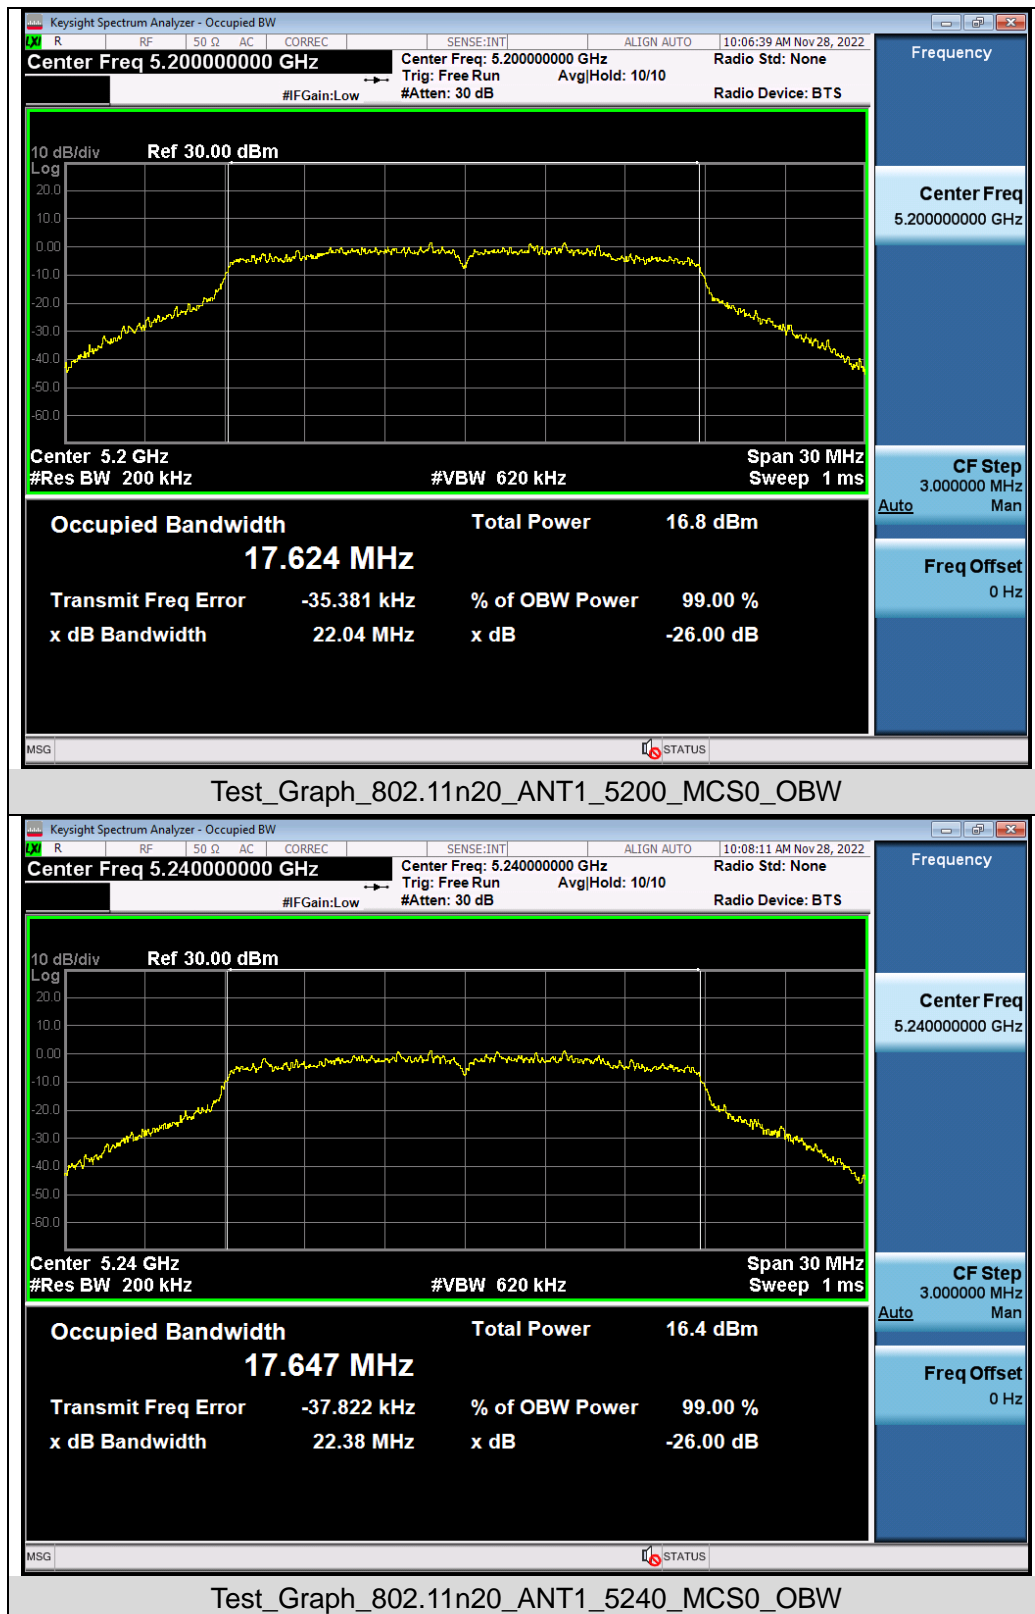 Keysight Spectrum Analyzer - Occupied BW
LXI R RF 50 Ω AC CORREC SENSE:INT ALIGN AUTO 10:06:39 AM Nov 28, 2022
Center Freq 5.200000000 GHz
Center Freq: 5.200000000 GHz
Radio Std: None
Trig: Free Run Avg|Hold: 10/10
#IFGain:Low
#Atten: 30 dB
Radio Device: BTS
10 dB/div Ref 30.00 dBm
Log
20.0
10.0
0.00
-10.0
-20.0
-30.0
-40.0
-50.0
-60.0
Center 5.2 GHz Span 30 MHz
#Res BW 200 kHz #VBW 620 kHz Sweep 1 ms
Occupied Bandwidth Total Power 16.8 dBm
17.624 MHz
Transmit Freq Error -35.381 kHz % of OBW Power 99.00 %
x dB Bandwidth 22.04 MHz x dB -26.00 dB
MSG STATUS
Frequency
Center Freq
5.200000000 GHz
CF Step
3.000000 MHz
Auto Man
Freq Offset
0 Hz
Test_Graph_802.11n20_ANT1_5200_MCS0_OBW
Keysight Spectrum Analyzer - Occupied BW
LXI R RF 50 Ω AC CORREC SENSE:INT ALIGN AUTO 10:08:11 AM Nov 28, 2022
Center Freq 5.240000000 GHz
Center Freq: 5.240000000 GHz
Radio Std: None
Trig: Free Run Avg|Hold: 10/10
#IFGain:Low
#Atten: 30 dB
Radio Device: BTS
10 dB/div Ref 30.00 dBm
Log
20.0
10.0
0.00
-10.0
-20.0
-30.0
-40.0
-50.0
-60.0
Center 5.24 GHz Span 30 MHz
#Res BW 200 kHz #VBW 620 kHz Sweep 1 ms
Occupied Bandwidth Total Power 16.4 dBm
17.647 MHz
Transmit Freq Error -37.822 kHz % of OBW Power 99.00 %
x dB Bandwidth 22.38 MHz x dB -26.00 dB
MSG STATUS
Frequency
Center Freq
5.240000000 GHz
CF Step
3.000000 MHz
Auto Man
Freq Offset
0 Hz
Test_Graph_802.11n20_ANT1_5240_MCS0_OBW